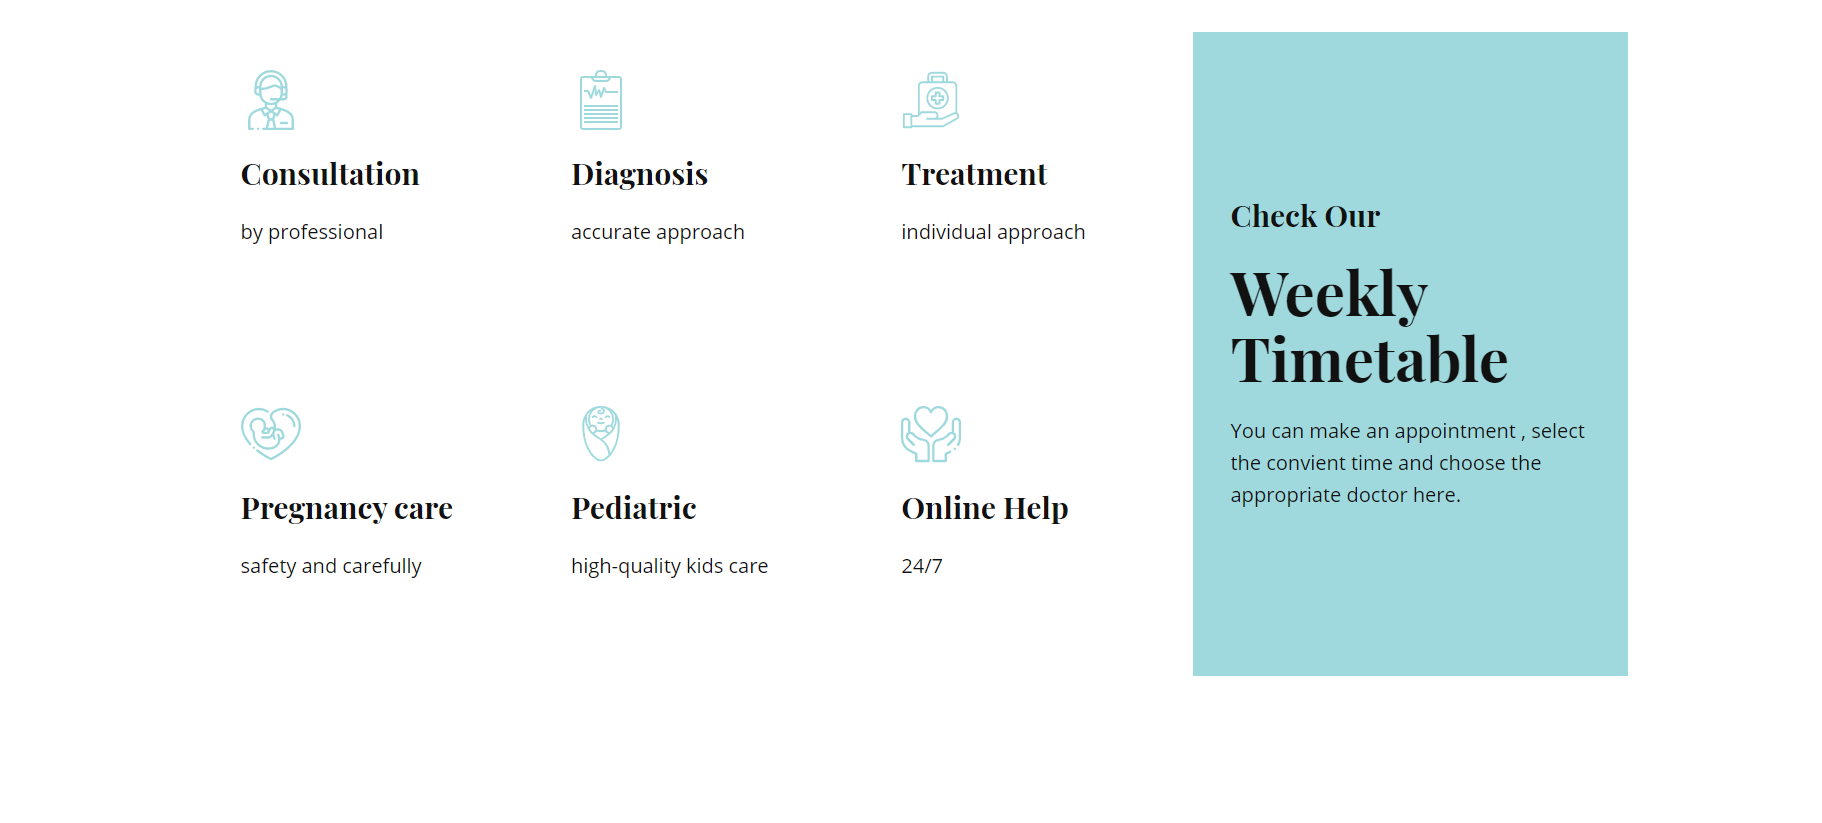 Consultation
by professional
Diagnosis
accurate approach
Treatment
individual approach
Pregnancy care
safety and carefully
Pediatric
high-quality kids care
Online Help
24/7
Check Our
Weekly
Timetable
You can make an appointment , select
the convient time and choose the
appropriate doctor here.